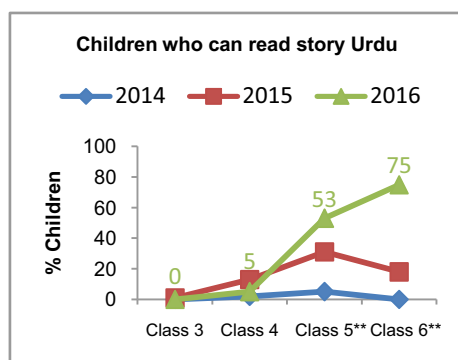 Children who can read story Urdu
2014 2015 2016
% Children
100
80
60
40
20
0
0
5
53
75
Class 3 Class 4 Class 5** Class 6**